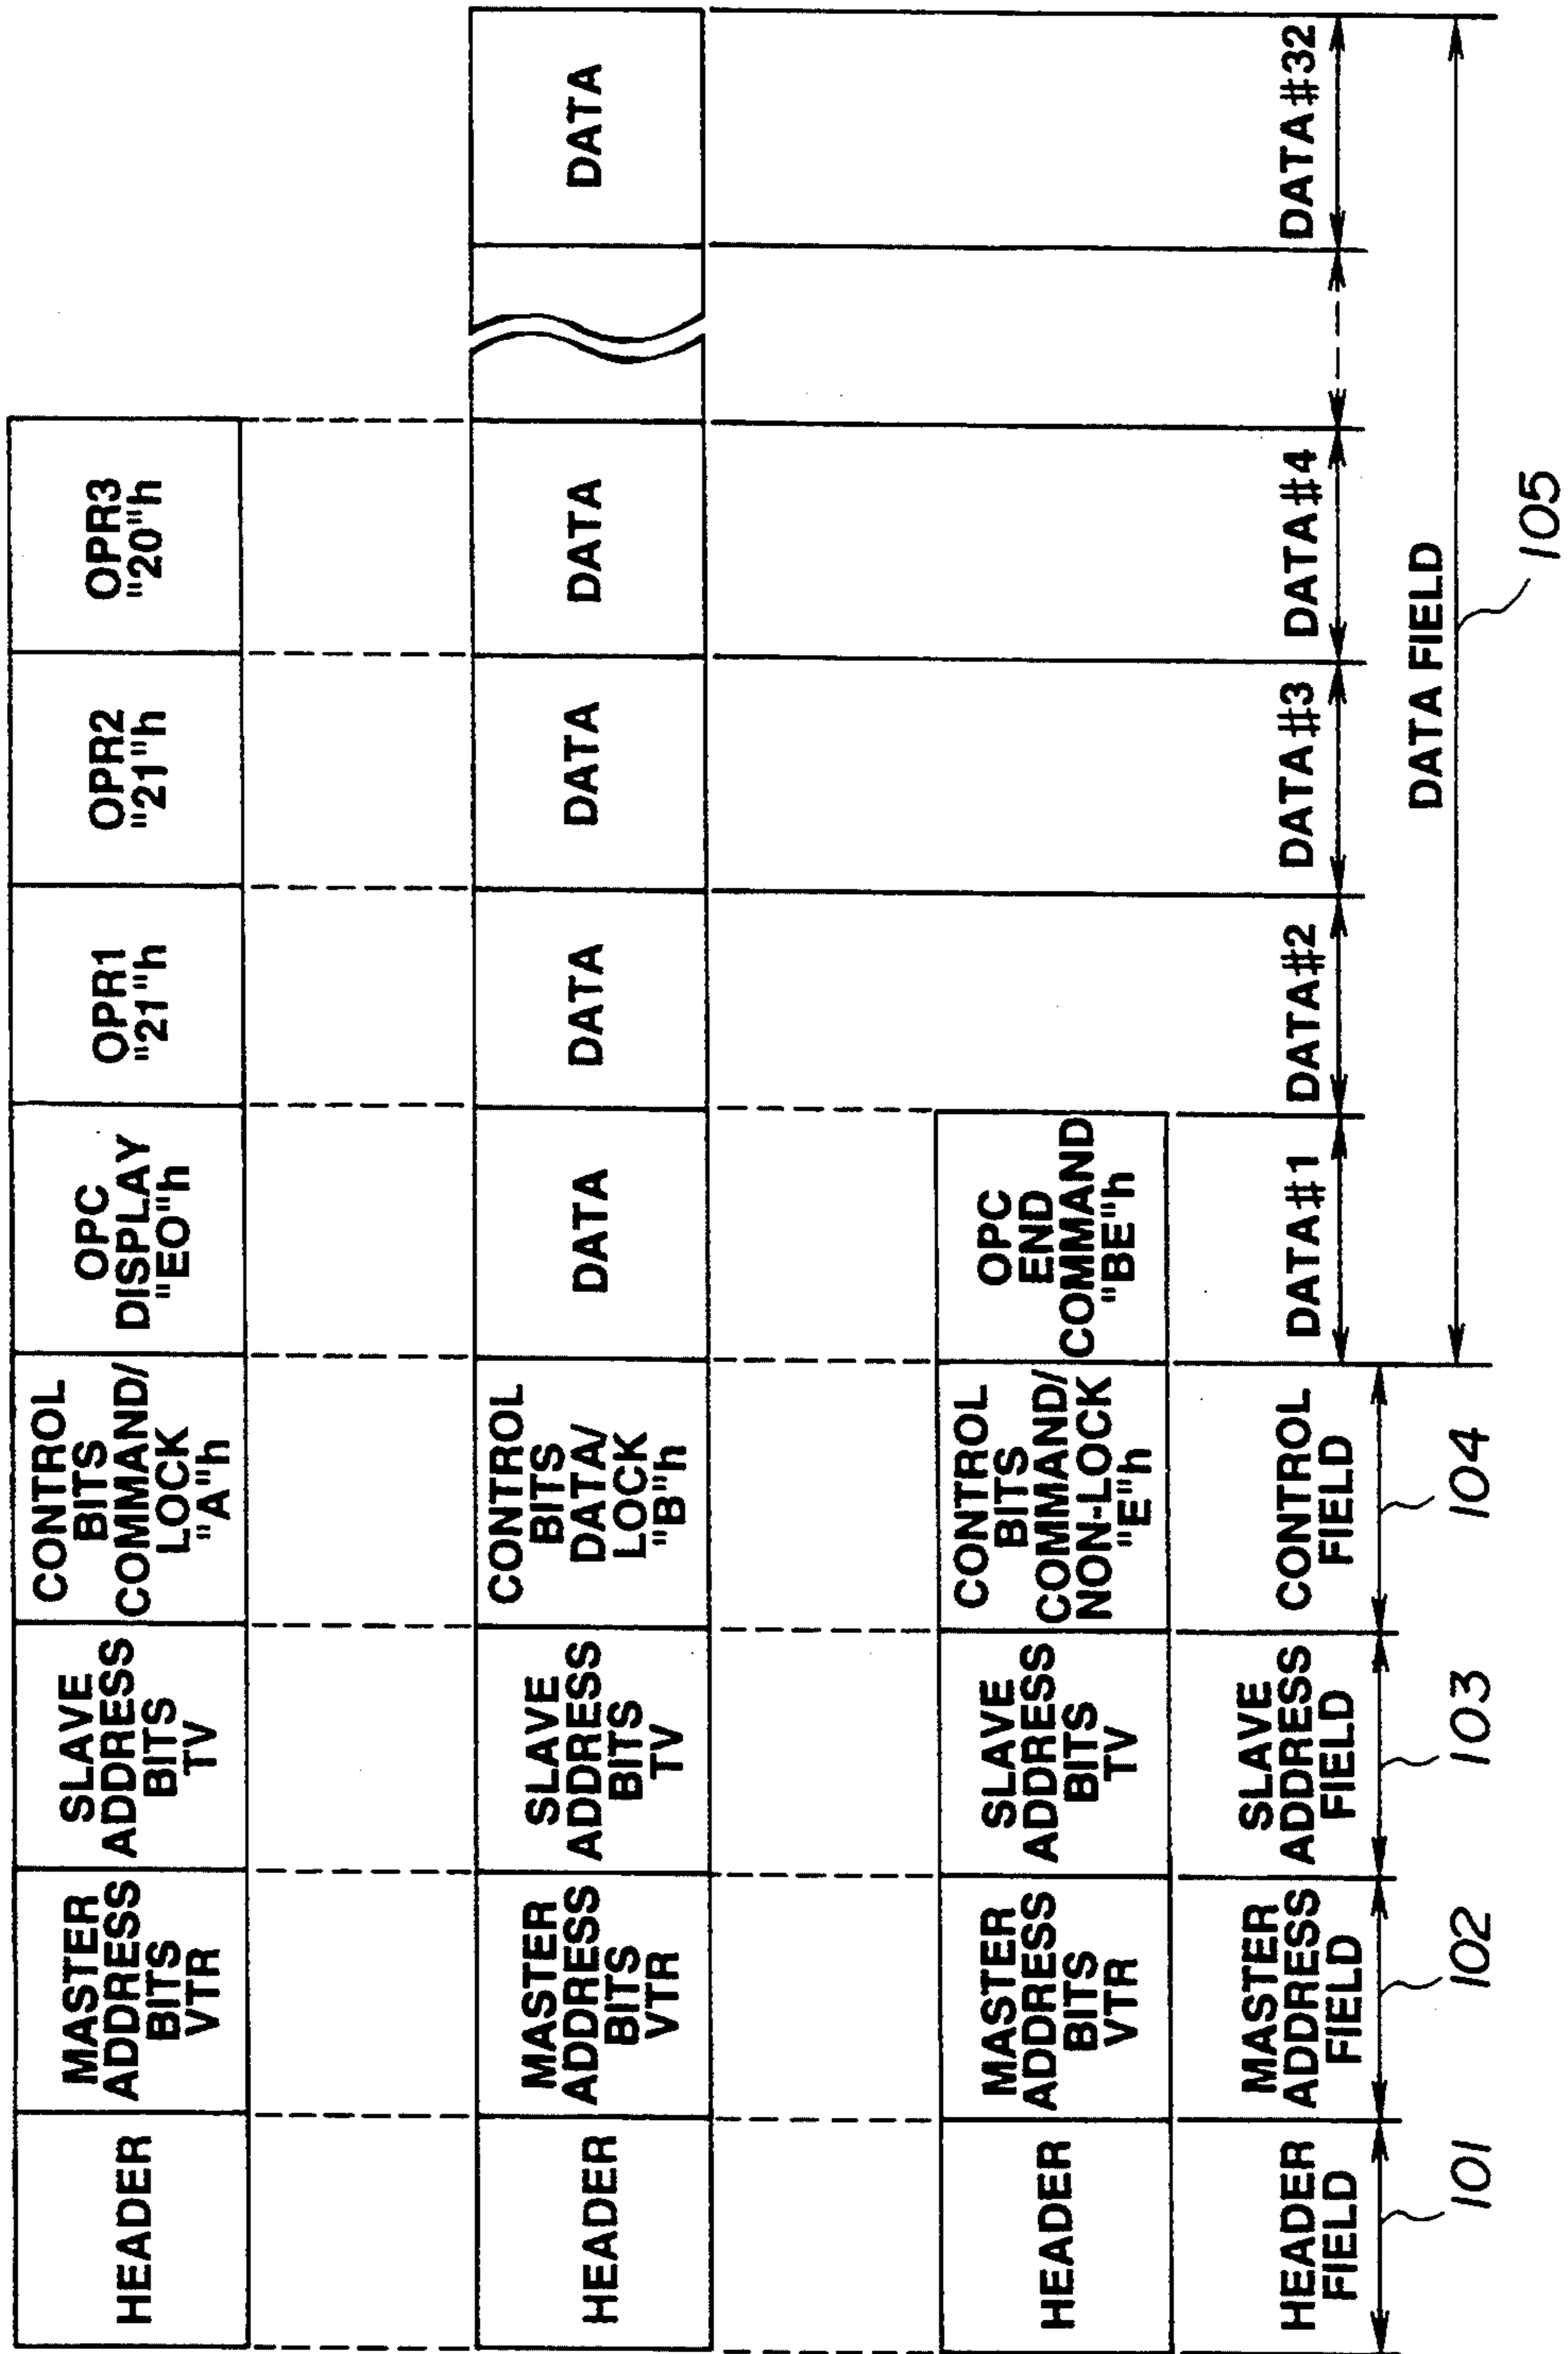 HEADER
MASTER
ADDRESS
BITS
VTR
SLAVE
ADDRESS
BITS
TV
CONTROL
BITS
COMMAND/
LOCK
"A"h
OPC
DISPLAY
"EO"h
OPR1
"21"h
OPR2
"21"h
OPR3
"20"h
HEADER
MASTER
ADDRESS
BITS
VTR
SLAVE
ADDRESS
BITS
TV
CONTROL
BITS
DATA/
LOCK
"B"h
DATA
DATA
DATA
DATA
DATA
HEADER
MASTER
ADDRESS
BITS
VTR
SLAVE
ADDRESS
BITS
TV
CONTROL
BITS
COMMAND/
NON-LOCK
"E"h
OPC
END
COMMAND
"BE"h
HEADER
FIELD
MASTER
ADDRESS
FIELD
SLAVE
ADDRESS
FIELD
CONTROL
FIELD
DATA#1
DATA#2
DATA#3
DATA#4
DATA#32
DATA FIELD
101
102
103
104
105